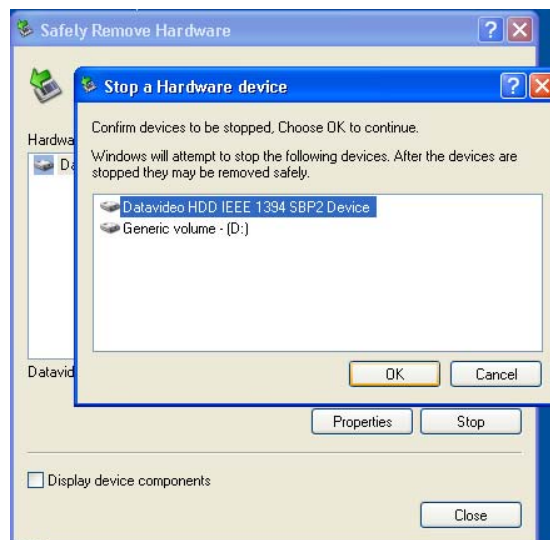 Safely Remove Hardware
Stop a Hardware device
Confirm devices to be stopped, Choose OK to continue.
Hardwa
Windows will attempt to stop the following devices. After the devices are
stopped they may be removed safely.
Da
Datavideo HDD IEEE 1394 SBP2 Device
Generic volume - (D:)
Datavid
OK Cancel
Properties Stop
Display device components
Close